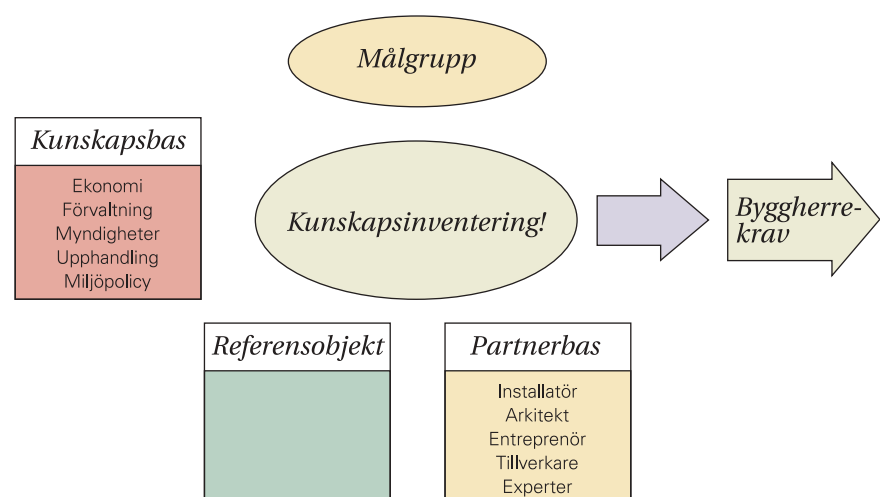 Målgrupp
Kunskapsbas
Ekonomi
Förvaltning
Myndigheter
Upphandling
Miljöpolicy
Kunskapsinventering!
Byggherre-
krav
Referensobjekt
Partnerbas
Installatör
Arkitekt
Entreprenör
Tillverkare
Experter